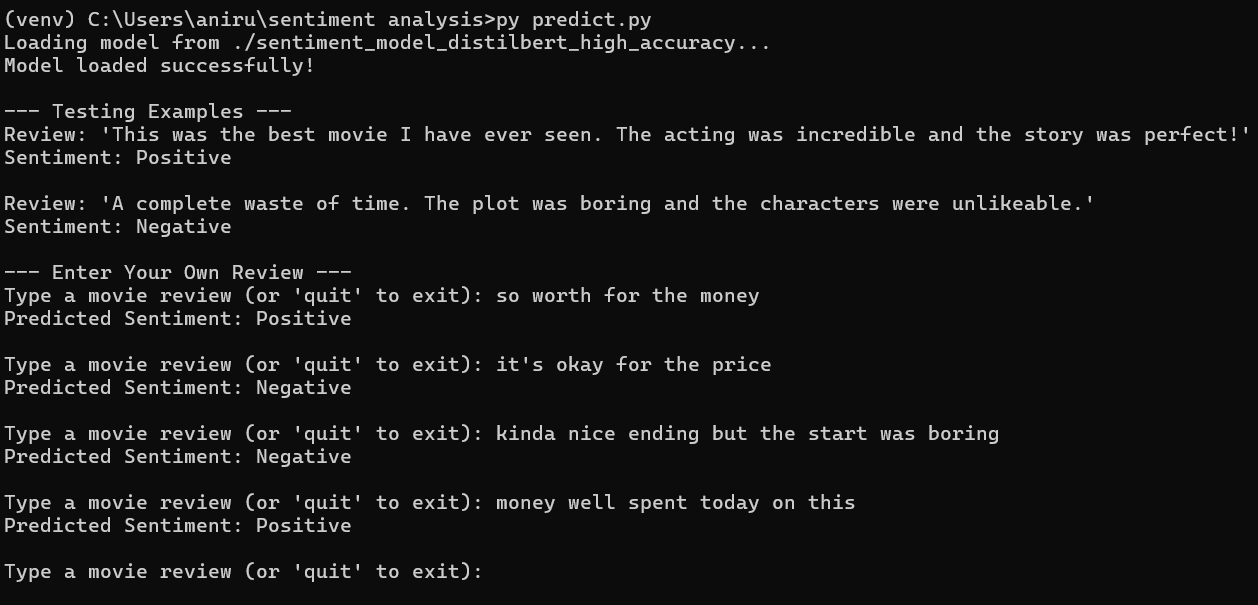 (venv) C:\Users\aniru\sentiment analysis>py predict.py
Loading model from ./sentiment_model_distilbert_high_accuracy...
Model loaded successfully!
--- Testing Examples ---
Review: 'This was the best movie I have ever seen. The acting was incredible and the story was perfect!'
Sentiment: Positive
Review: 'A complete waste of time. The plot was boring and the characters were unlikeable.'
Sentiment: Negative
--- Enter Your Own Review ---
Type a movie review (or 'quit' to exit): so worth for the money
Predicted Sentiment: Positive
Type a movie review (or 'quit' to exit): it's okay for the price
Predicted Sentiment: Negative
Type a movie review (or 'quit' to exit): kinda nice ending but the start was boring
Predicted Sentiment: Negative
Type a movie review (or 'quit' to exit): money well spent today on this
Predicted Sentiment: Positive
Type a movie review (or 'quit' to exit):